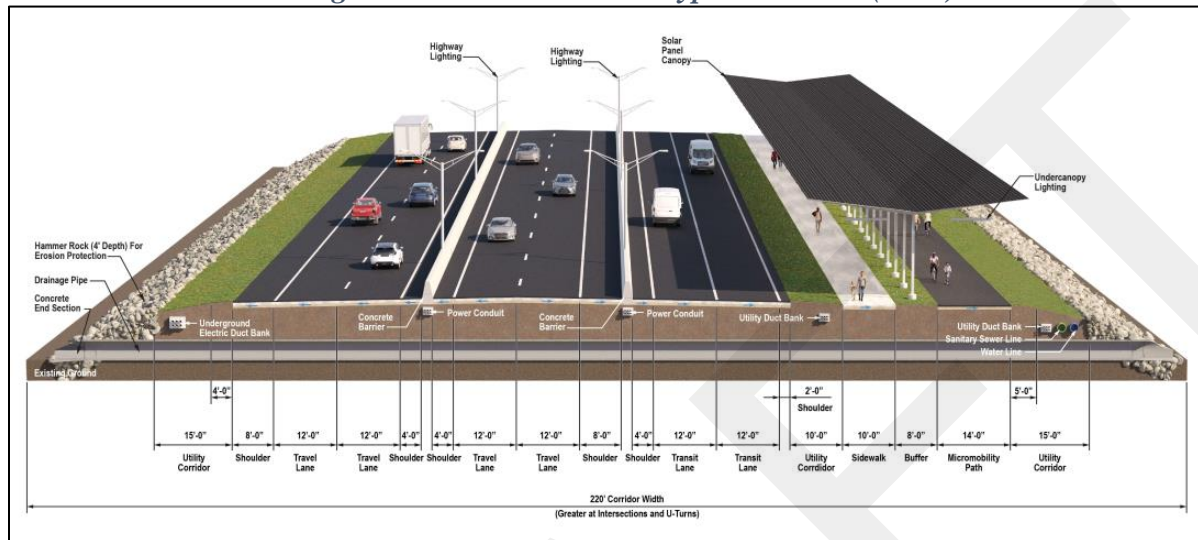 Highway
Lighting
Highway
Lighting
Solar
Panel
Canopy
Undercanopy
Lighting
Hammer Rock (4' Depth) For
Erosion Protection
Drainage Pipe
Concrete
End Section
Underground
Electric Duct Bank
Concrete
Barrier
Power Conduit
Concrete
Barrier
Power Conduit
Utility Duct Bank
Utility Duct Bank
Sanitary Sewer Line
Water Line
Existing Ground
4'-0"
2'-0"
Shoulder
5'-0"
15'-0"
Utility
Corridor
8'-0"
Shoulder
12'-0"
Travel
Lane
12'-0"
Travel
Lane
4'-0"
Shoulder
4'-0"
Shoulder
12'-0"
Travel
Lane
12'-0"
Travel
Lane
8'-0"
Shoulder
4'-0"
Shoulder
12'-0"
Transit
Lane
12'-0"
Transit
Lane
10'-0"
Utility
Corrdidor
10'-0"
Sidewalk
8'-0"
Buffer
14'-0"
Micromobility
Path
15'-0"
Utility
Corridor
220' Corridor Width
(Greater at Intersections and U-Turns)